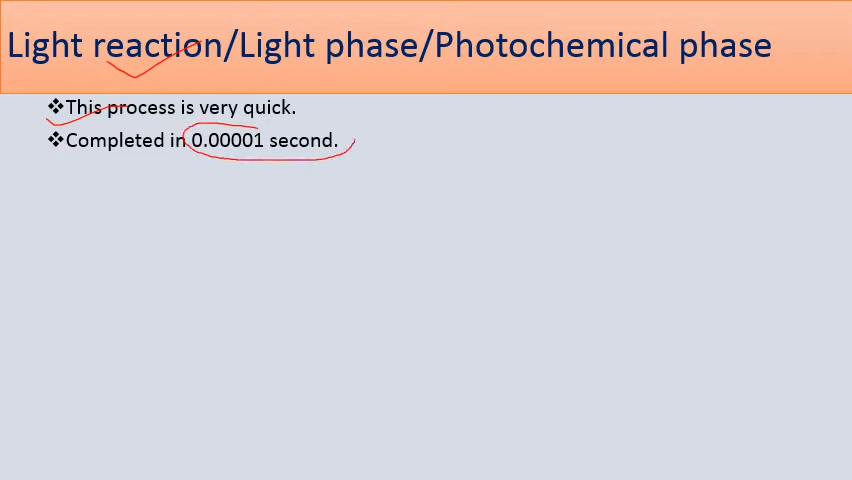 Light reaction/Light phase/Photochemical phase
❖This process is very quick.
❖Completed in 0.00001 second.